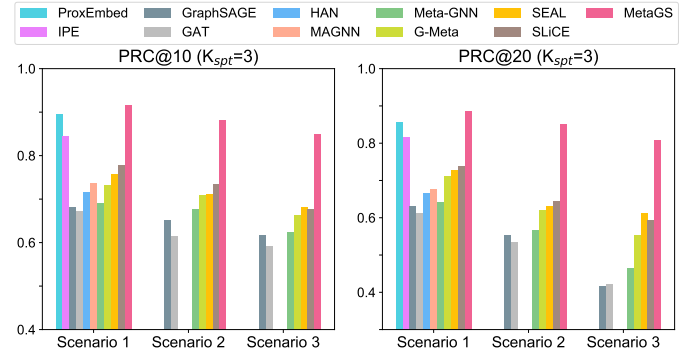 ProxEmbed GraphSAGE HAN Meta-GNN SEAL MetaGS
IPE GAT MAGNN G-Meta SLiCE
PRC@10 (K_spt=3) PRC@20 (K_spt=3)
1.0 1.0
0.8 0.8
0.6 0.6
0.4 0.4
Scenario 1 Scenario 2 Scenario 3 Scenario 1 Scenario 2 Scenario 3